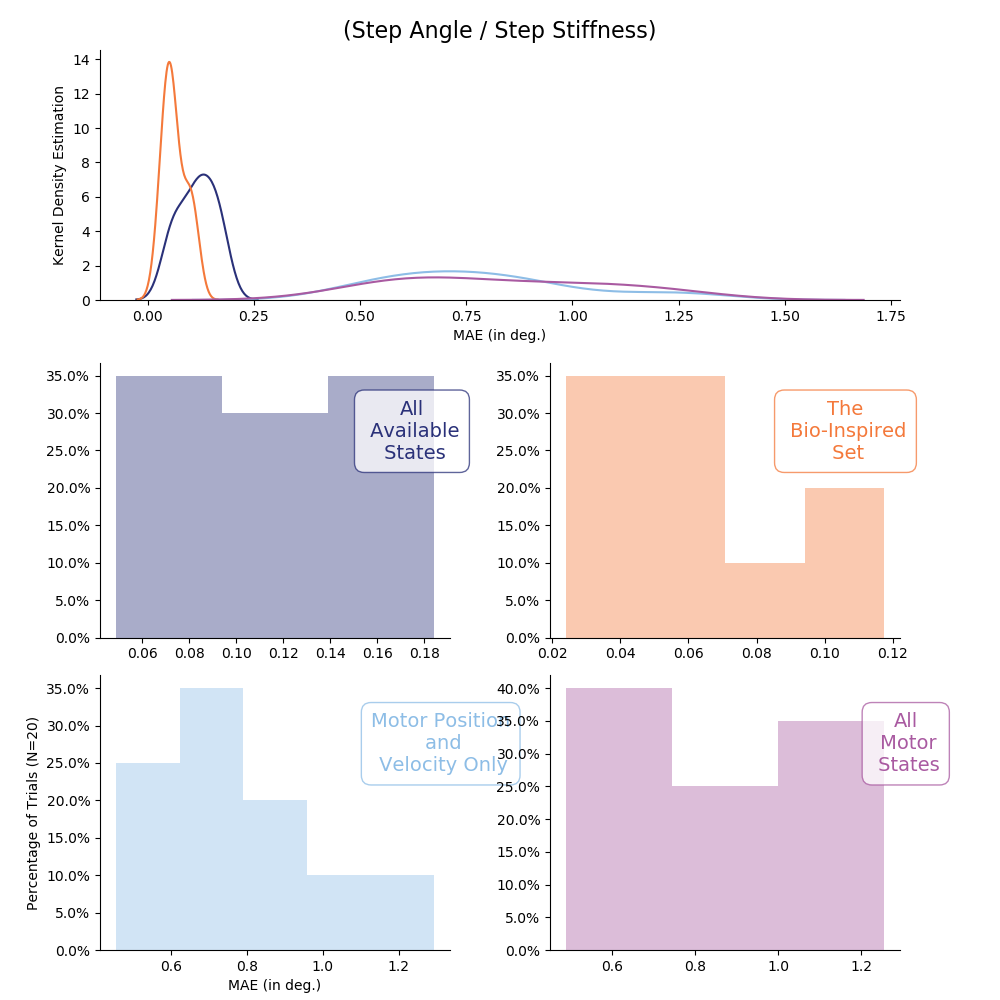 (Step Angle / Step Stiffness)
14
12
10
8
6
4
2
0
Kernel Density Estimation
0.00 0.25 0.50 0.75 1.00 1.25 1.50 1.75
MAE (in deg.)
35.0%
30.0%
25.0%
20.0%
15.0%
10.0%
5.0%
0.0%
All
Available
States
0.06 0.08 0.10 0.12 0.14 0.16 0.18
35.0%
30.0%
25.0%
20.0%
15.0%
10.0%
5.0%
0.0%
The
Bio-Inspired
Set
0.02 0.04 0.06 0.08 0.10 0.12
Percentage of Trials (N=20)
35.0%
30.0%
25.0%
20.0%
15.0%
10.0%
5.0%
0.0%
Motor Position
and
Velocity Only
0.6 0.8 1.0 1.2
MAE (in deg.)
40.0%
35.0%
30.0%
25.0%
20.0%
15.0%
10.0%
5.0%
0.0%
All
Motor
States
0.6 0.8 1.0 1.2